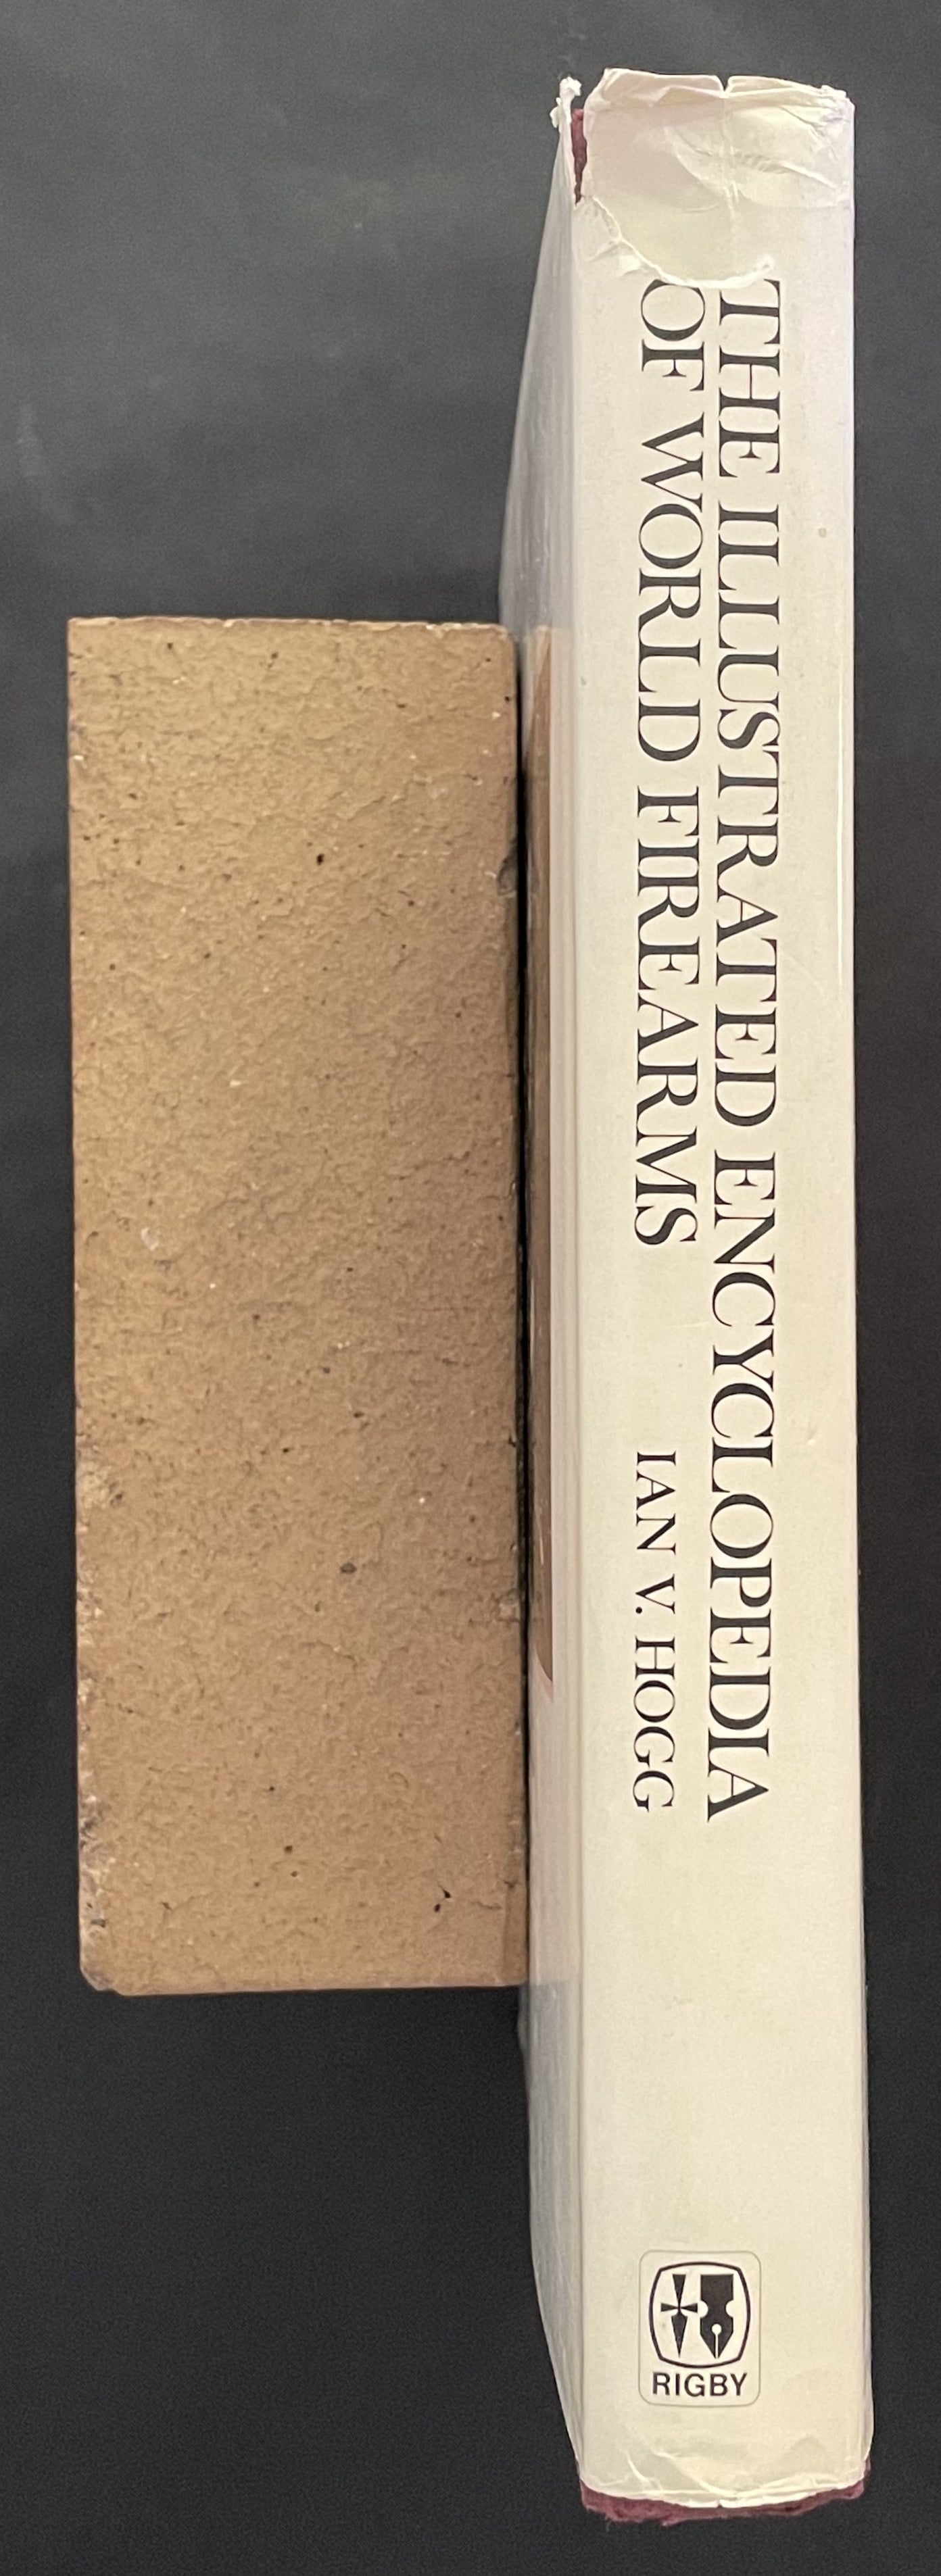 THE ILLUSTRATED ENCYCLOPEDIA
OF WORLD FIREARMS
IAN V. HOGG
RIGBY